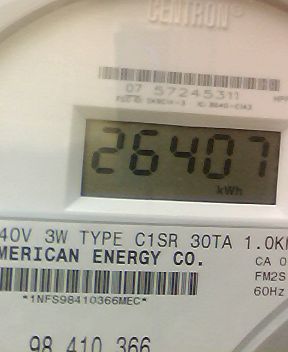 CENTRON®
07 57245311
26407
kWh
40V 3W TYPE C1SR 30TA 1.0K
MERICAN ENERGY CO.
CA 0
FM2S
60Hz
*1NFS98410366MEC*
98 410 366